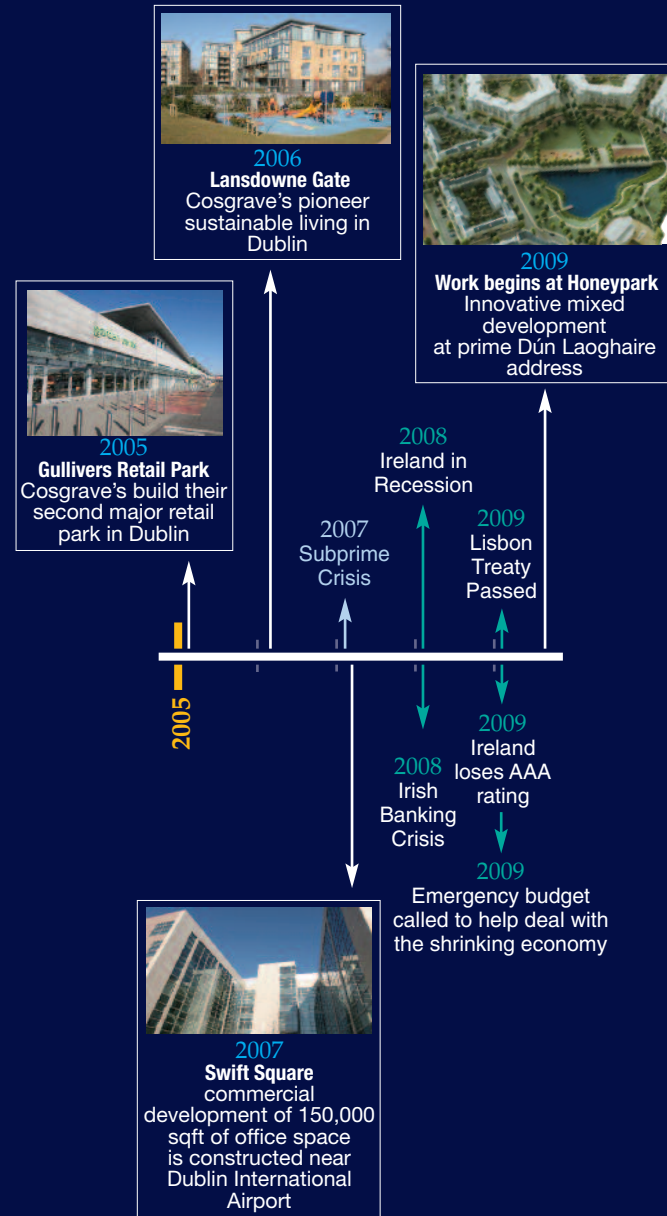 2006
Lansdowne Gate
Cosgrave's pioneer
sustainable living in
Dublin
2009
Work begins at Honeypark
Innovative mixed
development
at prime Dún Laoghaire
address
2005
Gullivers Retail Park
Cosgrave's build their
second major retail
park in Dublin
2007
Subprime
Crisis
2008
Ireland in
Recession
2009
Lisbon
Treaty
Passed
2005
2008
Irish
Banking
Crisis
2009
Ireland
loses AAA
rating
2009
Emergency budget
called to help deal with
the shrinking economy
2007
Swift Square
commercial
development of 150,000
sqft of office space
is constructed near
Dublin International
Airport